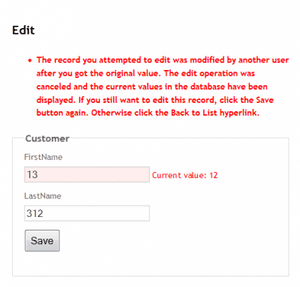 Edit
• The record you attempted to edit was modified by another user
after you got the original value. The edit operation was
canceled and the current values in the database have been
displayed. If you still want to edit this record, click the Save
button again. Otherwise click the Back to List hyperlink.
Customer
FirstName
13 Current value: 12
LastName
312
Save